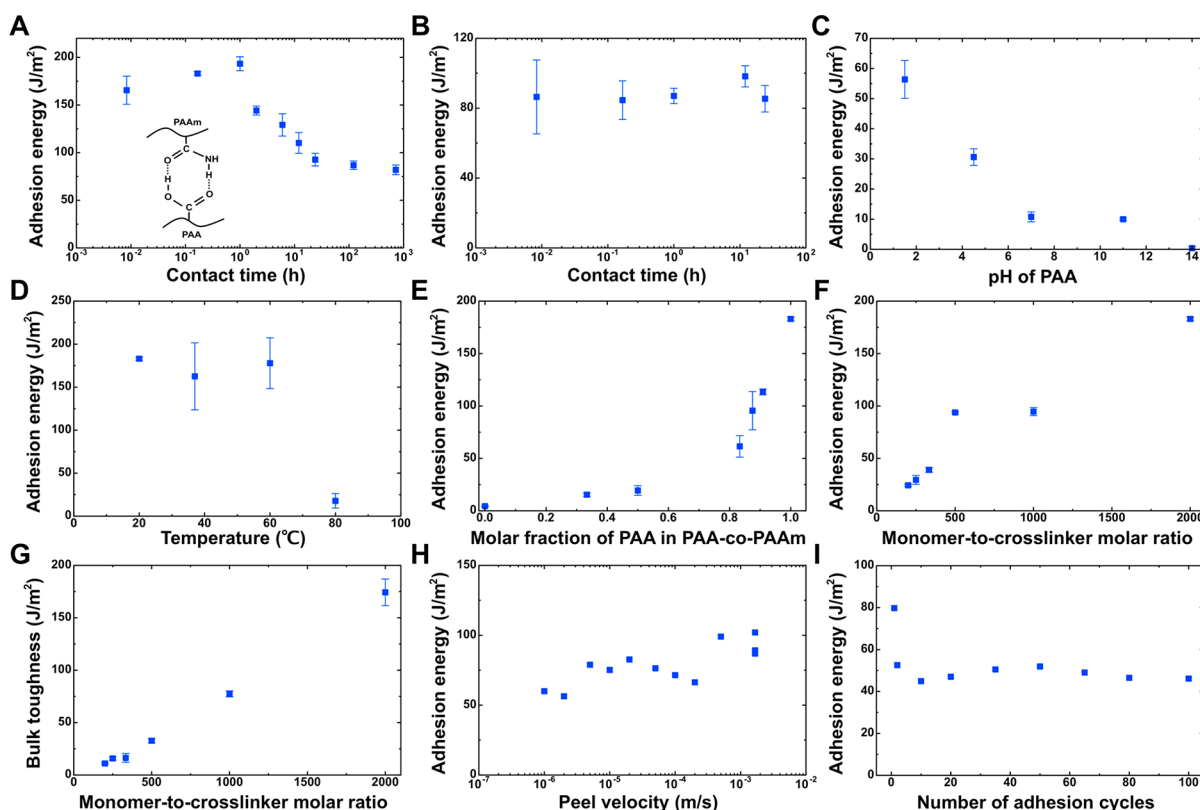 A
Adhesion energy (J/m²)
200
150
100
50
0
10⁻³ 10⁻² 10⁻¹ 10⁰ 10¹ 10² 10³
Contact time (h)
PAAm
C
O NH
H H
O O
C
PAA
B
Adhesion energy (J/m²)
120
80
40
0
10⁻³ 10⁻² 10⁻¹ 10⁰ 10¹ 10²
Contact time (h)
C
Adhesion energy (J/m²)
70
60
50
40
30
20
10
0
0 2 4 6 8 10 12 14
pH of PAA
D
Adhesion energy (J/m²)
250
200
150
100
50
0
0 20 40 60 80 100
Temperature (℃)
E
Adhesion energy (J/m²)
200
150
100
50
0
0.0 0.2 0.4 0.6 0.8 1.0
Molar fraction of PAA in PAA-co-PAAm
F
Adhesion energy (J/m²)
200
150
100
50
0
0 500 1000 1500 2000
Monomer-to-crosslinker molar ratio
G
Bulk toughness (J/m²)
200
150
100
50
0
0 500 1000 1500 2000
Monomer-to-crosslinker molar ratio
H
Adhesion energy (J/m²)
150
100
50
0
10⁻⁷ 10⁻⁶ 10⁻⁵ 10⁻⁴ 10⁻³ 10⁻²
Peel velocity (m/s)
I
Adhesion energy (J/m²)
100
80
60
40
20
0
0 20 40 60 80 100
Number of adhesion cycles